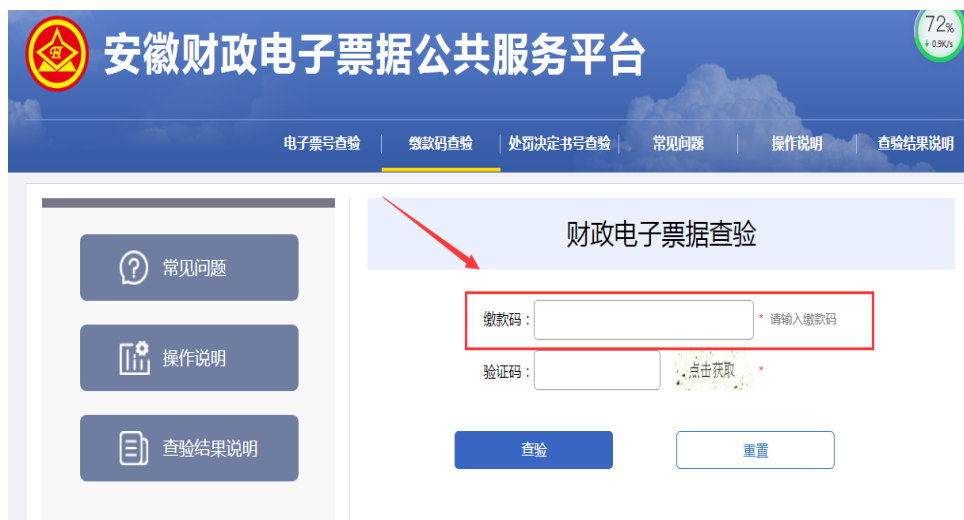 安徽财政电子票据公共服务平台
72%
↓ 0.9K/s
电子票号查验 缴款码查验 处罚决定书号查验 常见问题 操作说明 查验结果说明
财政电子票据查验
常见问题
操作说明
查验结果说明
缴款码：
* 请输入缴款码
验证码：
点击获取 *
查验
重置